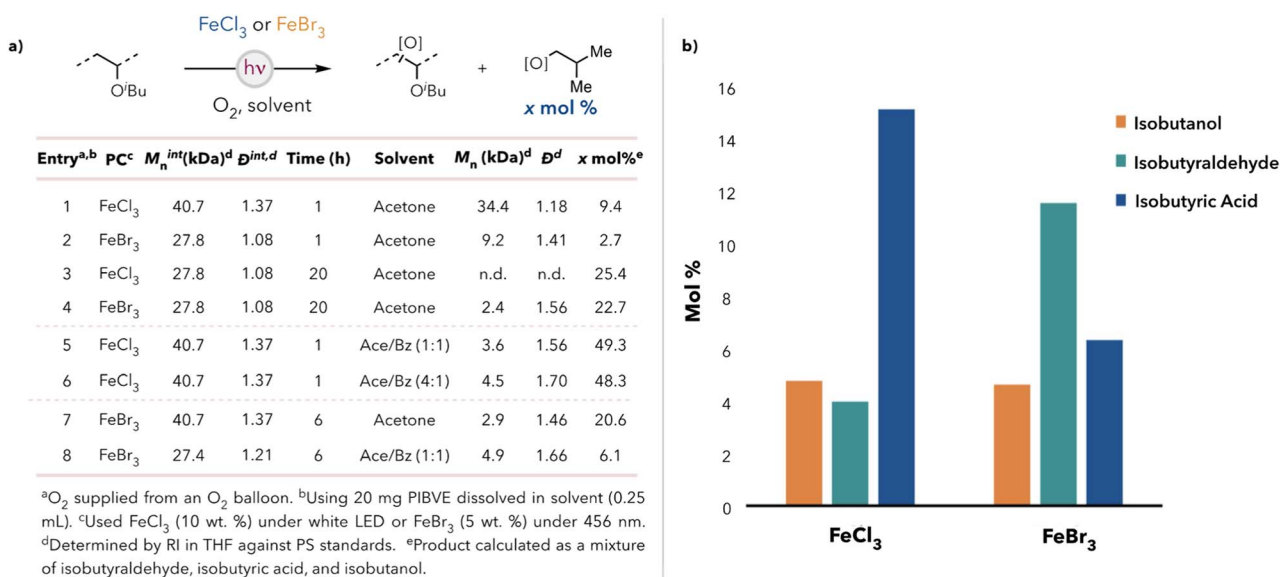 a)
FeCl3 or FeBr3
hν
O2, solvent
OiBu
[O]
OiBu
+
[O]
Me
Me
x mol %
Entrya,b PCc Mnint(kDa)d Đint,d Time (h) Solvent Mn (kDa)d Đd x mol%e
1 FeCl3 40.7 1.37 1 Acetone 34.4 1.18 9.4
2 FeBr3 27.8 1.08 1 Acetone 9.2 1.41 2.7
3 FeCl3 27.8 1.08 20 Acetone n.d. n.d. 25.4
4 FeBr3 27.8 1.08 20 Acetone 2.4 1.56 22.7
5 FeCl3 40.7 1.37 1 Ace/Bz (1:1) 3.6 1.56 49.3
6 FeCl3 40.7 1.37 1 Ace/Bz (4:1) 4.5 1.70 48.3
7 FeBr3 40.7 1.37 6 Acetone 2.9 1.46 20.6
8 FeBr3 27.4 1.21 6 Ace/Bz (1:1) 4.9 1.66 6.1
aO2 supplied from an O2 balloon. bUsing 20 mg PIBVE dissolved in solvent (0.25
mL). cUsed FeCl3 (10 wt. %) under white LED or FeBr3 (5 wt. %) under 456 nm.
dDetermined by RI in THF against PS standards. eProduct calculated as a mixture
of isobutyraldehyde, isobutyric acid, and isobutanol.
b)
Mol %
16
14
12
10
8
6
4
2
0
FeCl3
FeBr3
Isobutanol
Isobutyraldehyde
Isobutyric Acid